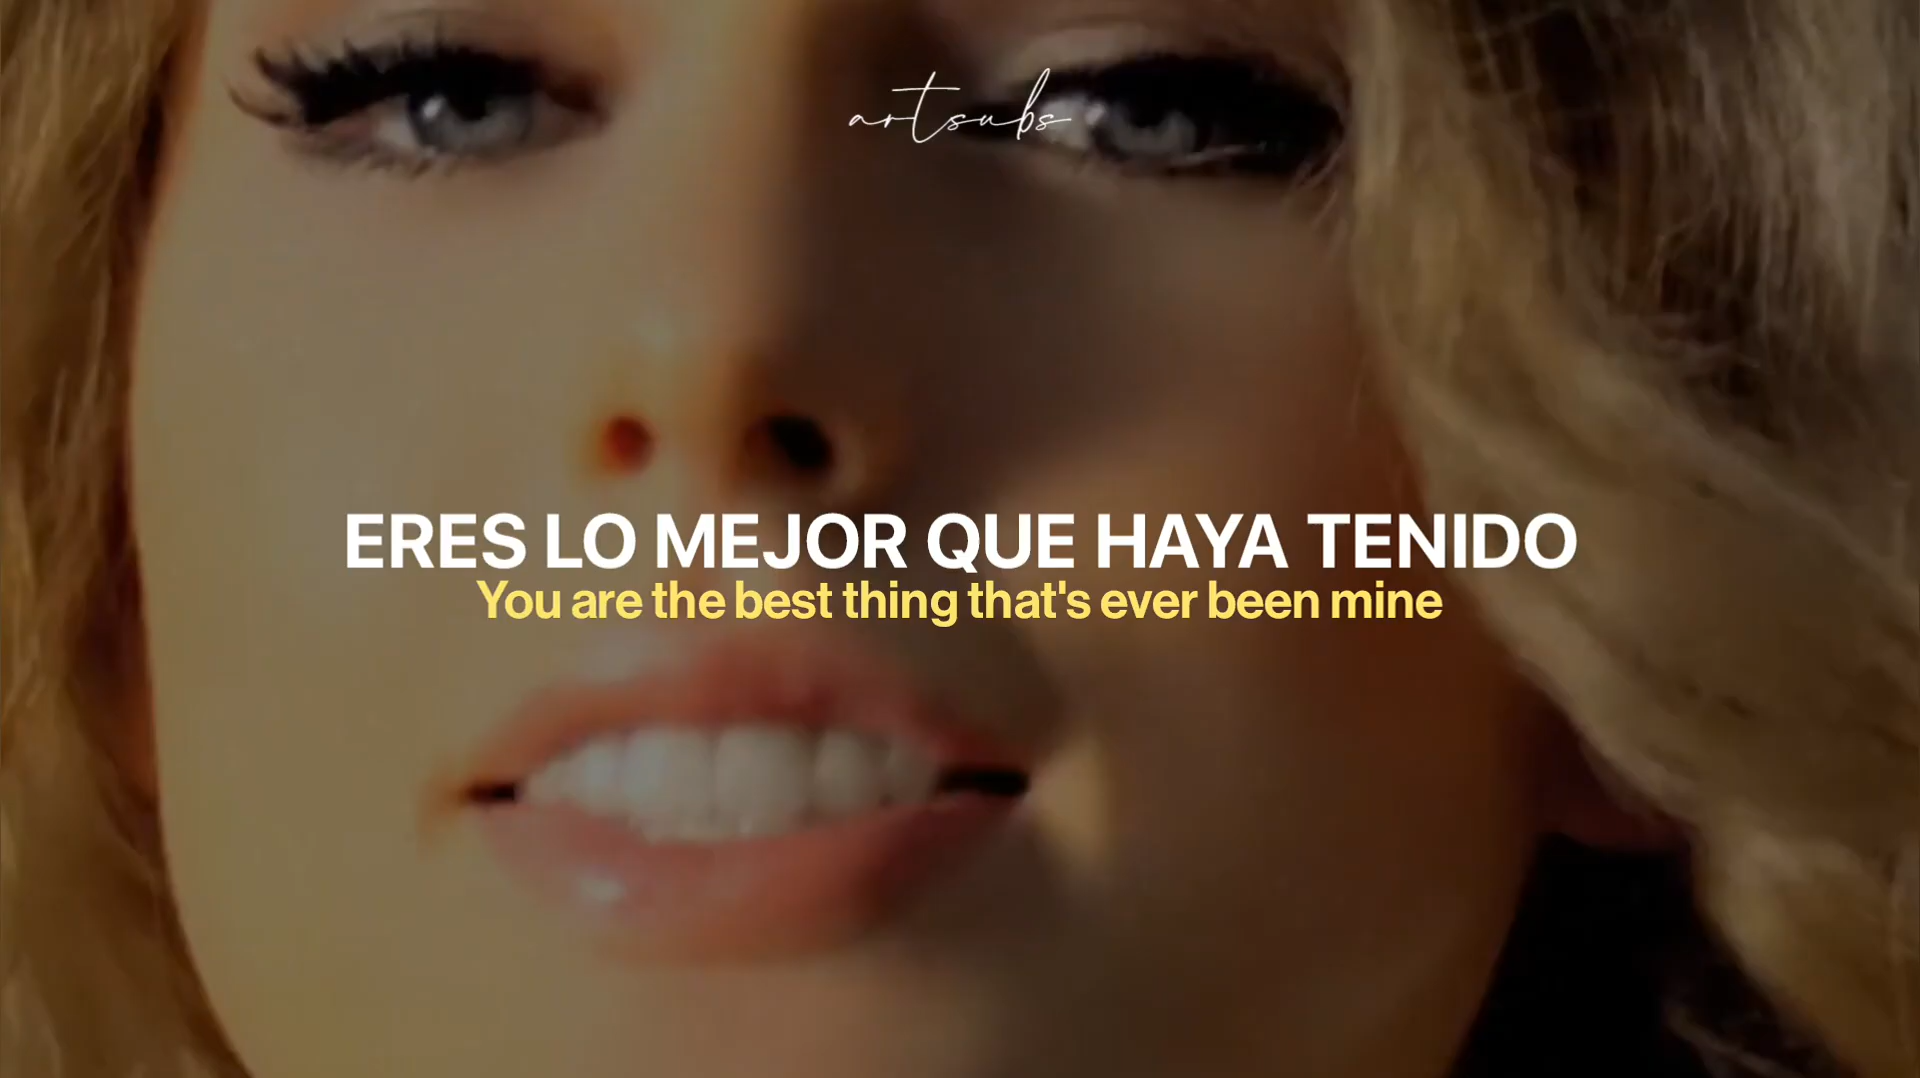 artsubs
ERES LO MEJOR QUE HAYA TENIDO
You are the best thing that's ever been mine